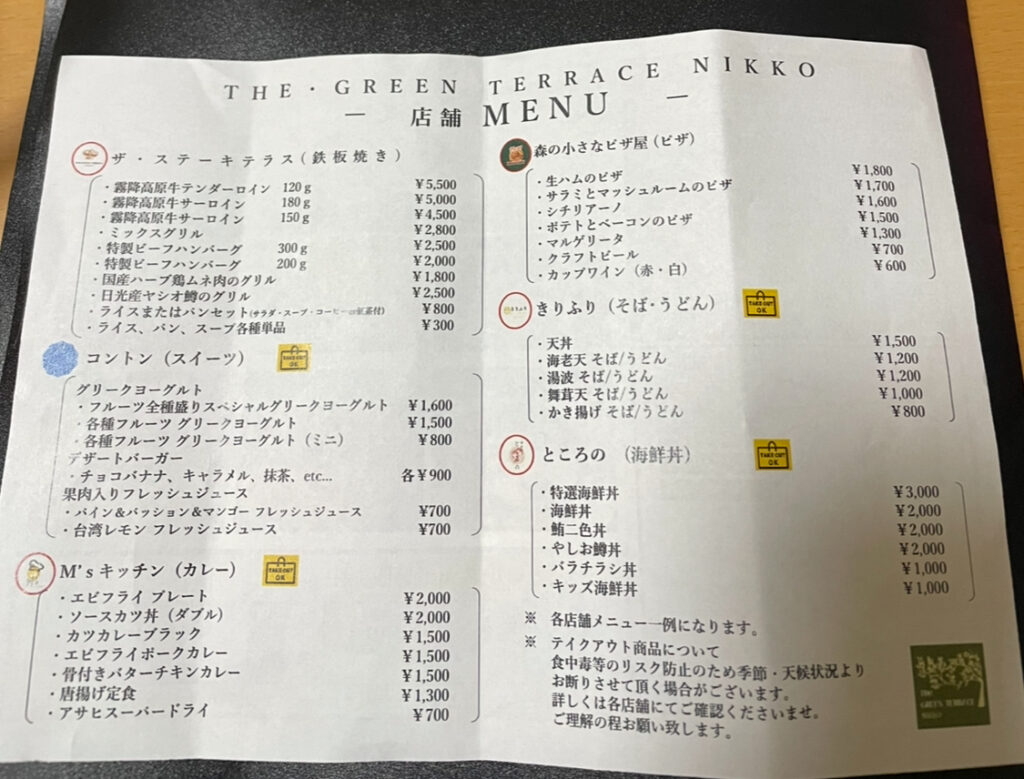 THE・GREEN TERRACE NIKKO
― 店舗 MENU ―
ザ・ステーキテラス(鉄板焼き)
・霧降高原牛テンダーロイン 120g ¥5,500
・霧降高原牛サーロイン 180g ¥5,000
・霧降高原牛サーロイン 150g ¥4,500
・ミックスグリル ¥2,800
・特製ビーフハンバーグ 300g ¥2,500
・特製ビーフハンバーグ 200g ¥2,000
・国産ハーブ鶏ムネ肉のグリル ¥1,800
・日光産ヤシオ鱒のグリル ¥2,500
・ライスまたはパンセット(サラダ・スープ・コーヒーor紅茶付) ¥800
・ライス、パン、スープ各種単品 ¥300
コントン(スイーツ)
TAKE OUT
OK
グリークヨーグルト
・フルーツ全種盛りスペシャルグリークヨーグルト ¥1,600
・各種フルーツ グリークヨーグルト ¥1,500
・各種フルーツ グリークヨーグルト(ミニ) ¥800
デザートバーガー
・チョコバナナ、キャラメル、抹茶、etc... 各¥900
果肉入りフレッシュジュース
・パイン&パッション&マンゴー フレッシュジュース ¥700
・台湾レモン フレッシュジュース ¥700
M's キッチン(カレー)
TAKE OUT
OK
・エビフライ プレート ¥2,000
・ソースカツ丼(ダブル) ¥2,000
・カツカレーブラック ¥1,500
・エビフライポークカレー ¥1,500
・骨付きバターチキンカレー ¥1,500
・唐揚げ定食 ¥1,300
・アサヒスーパードライ ¥700
森の小さなピザ屋(ピザ)
・生ハムのピザ ¥1,800
・サラミとマッシュルームのピザ ¥1,700
・シチリアーノ ¥1,600
・ポテトとベーコンのピザ ¥1,500
・マルゲリータ ¥1,300
・クラフトビール ¥700
・カップワイン(赤・白) ¥600
きりふり(そば・うどん)
TAKE OUT
OK
・天丼 ¥1,500
・海老天 そば/うどん ¥1,200
・湯波 そば/うどん ¥1,200
・舞茸天 そば/うどん ¥1,000
・かき揚げ そば/うどん ¥800
ところの (海鮮丼)
TAKE OUT
OK
・特選海鮮丼 ¥3,000
・海鮮丼 ¥2,000
・鮪二色丼 ¥2,000
・やしお鱒丼 ¥2,000
・バラチラシ丼 ¥1,000
・キッズ海鮮丼 ¥1,000
※ 各店舗メニュー一例になります。
※ テイクアウト商品について
食中毒等のリスク防止のため季節・天候状況より
お断りさせて頂く場合がございます。
詳しくは各店舗にてご確認くださいませ。
ご理解の程お願い致します。
THE
GREEN TERRACE
NIKKO